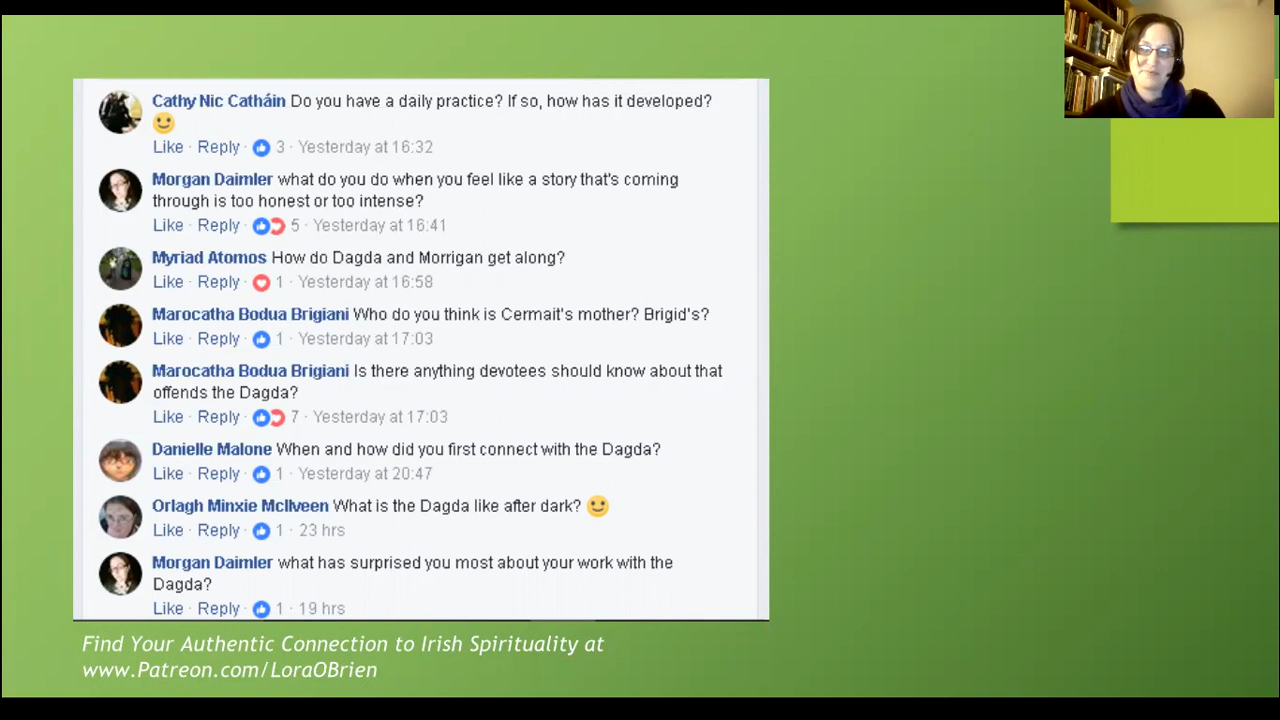 Cathy Nic Catháin Do you have a daily practice? If so, how has it developed?
🙂
Like · Reply · 3 · Yesterday at 16:32
Morgan Daimler what do you do when you feel like a story that's coming
through is too honest or too intense?
Like · Reply · 5 · Yesterday at 16:41
Myriad Atomos How do Dagda and Morrigan get along?
Like · Reply · 1 · Yesterday at 16:58
Marocatha Bodua Brigiani Who do you think is Cermait's mother? Brigid's?
Like · Reply · 1 · Yesterday at 17:03
Marocatha Bodua Brigiani Is there anything devotees should know about that
offends the Dagda?
Like · Reply · 7 · Yesterday at 17:03
Danielle Malone When and how did you first connect with the Dagda?
Like · Reply · 1 · Yesterday at 20:47
Orlagh Minxie McIlveen What is the Dagda like after dark? 🙂
Like · Reply · 1 · 23 hrs
Morgan Daimler what has surprised you most about your work with the
Dagda?
Like · Reply · 1 · 19 hrs
Find Your Authentic Connection to Irish Spirituality at
www.Patreon.com/LoraOBrien